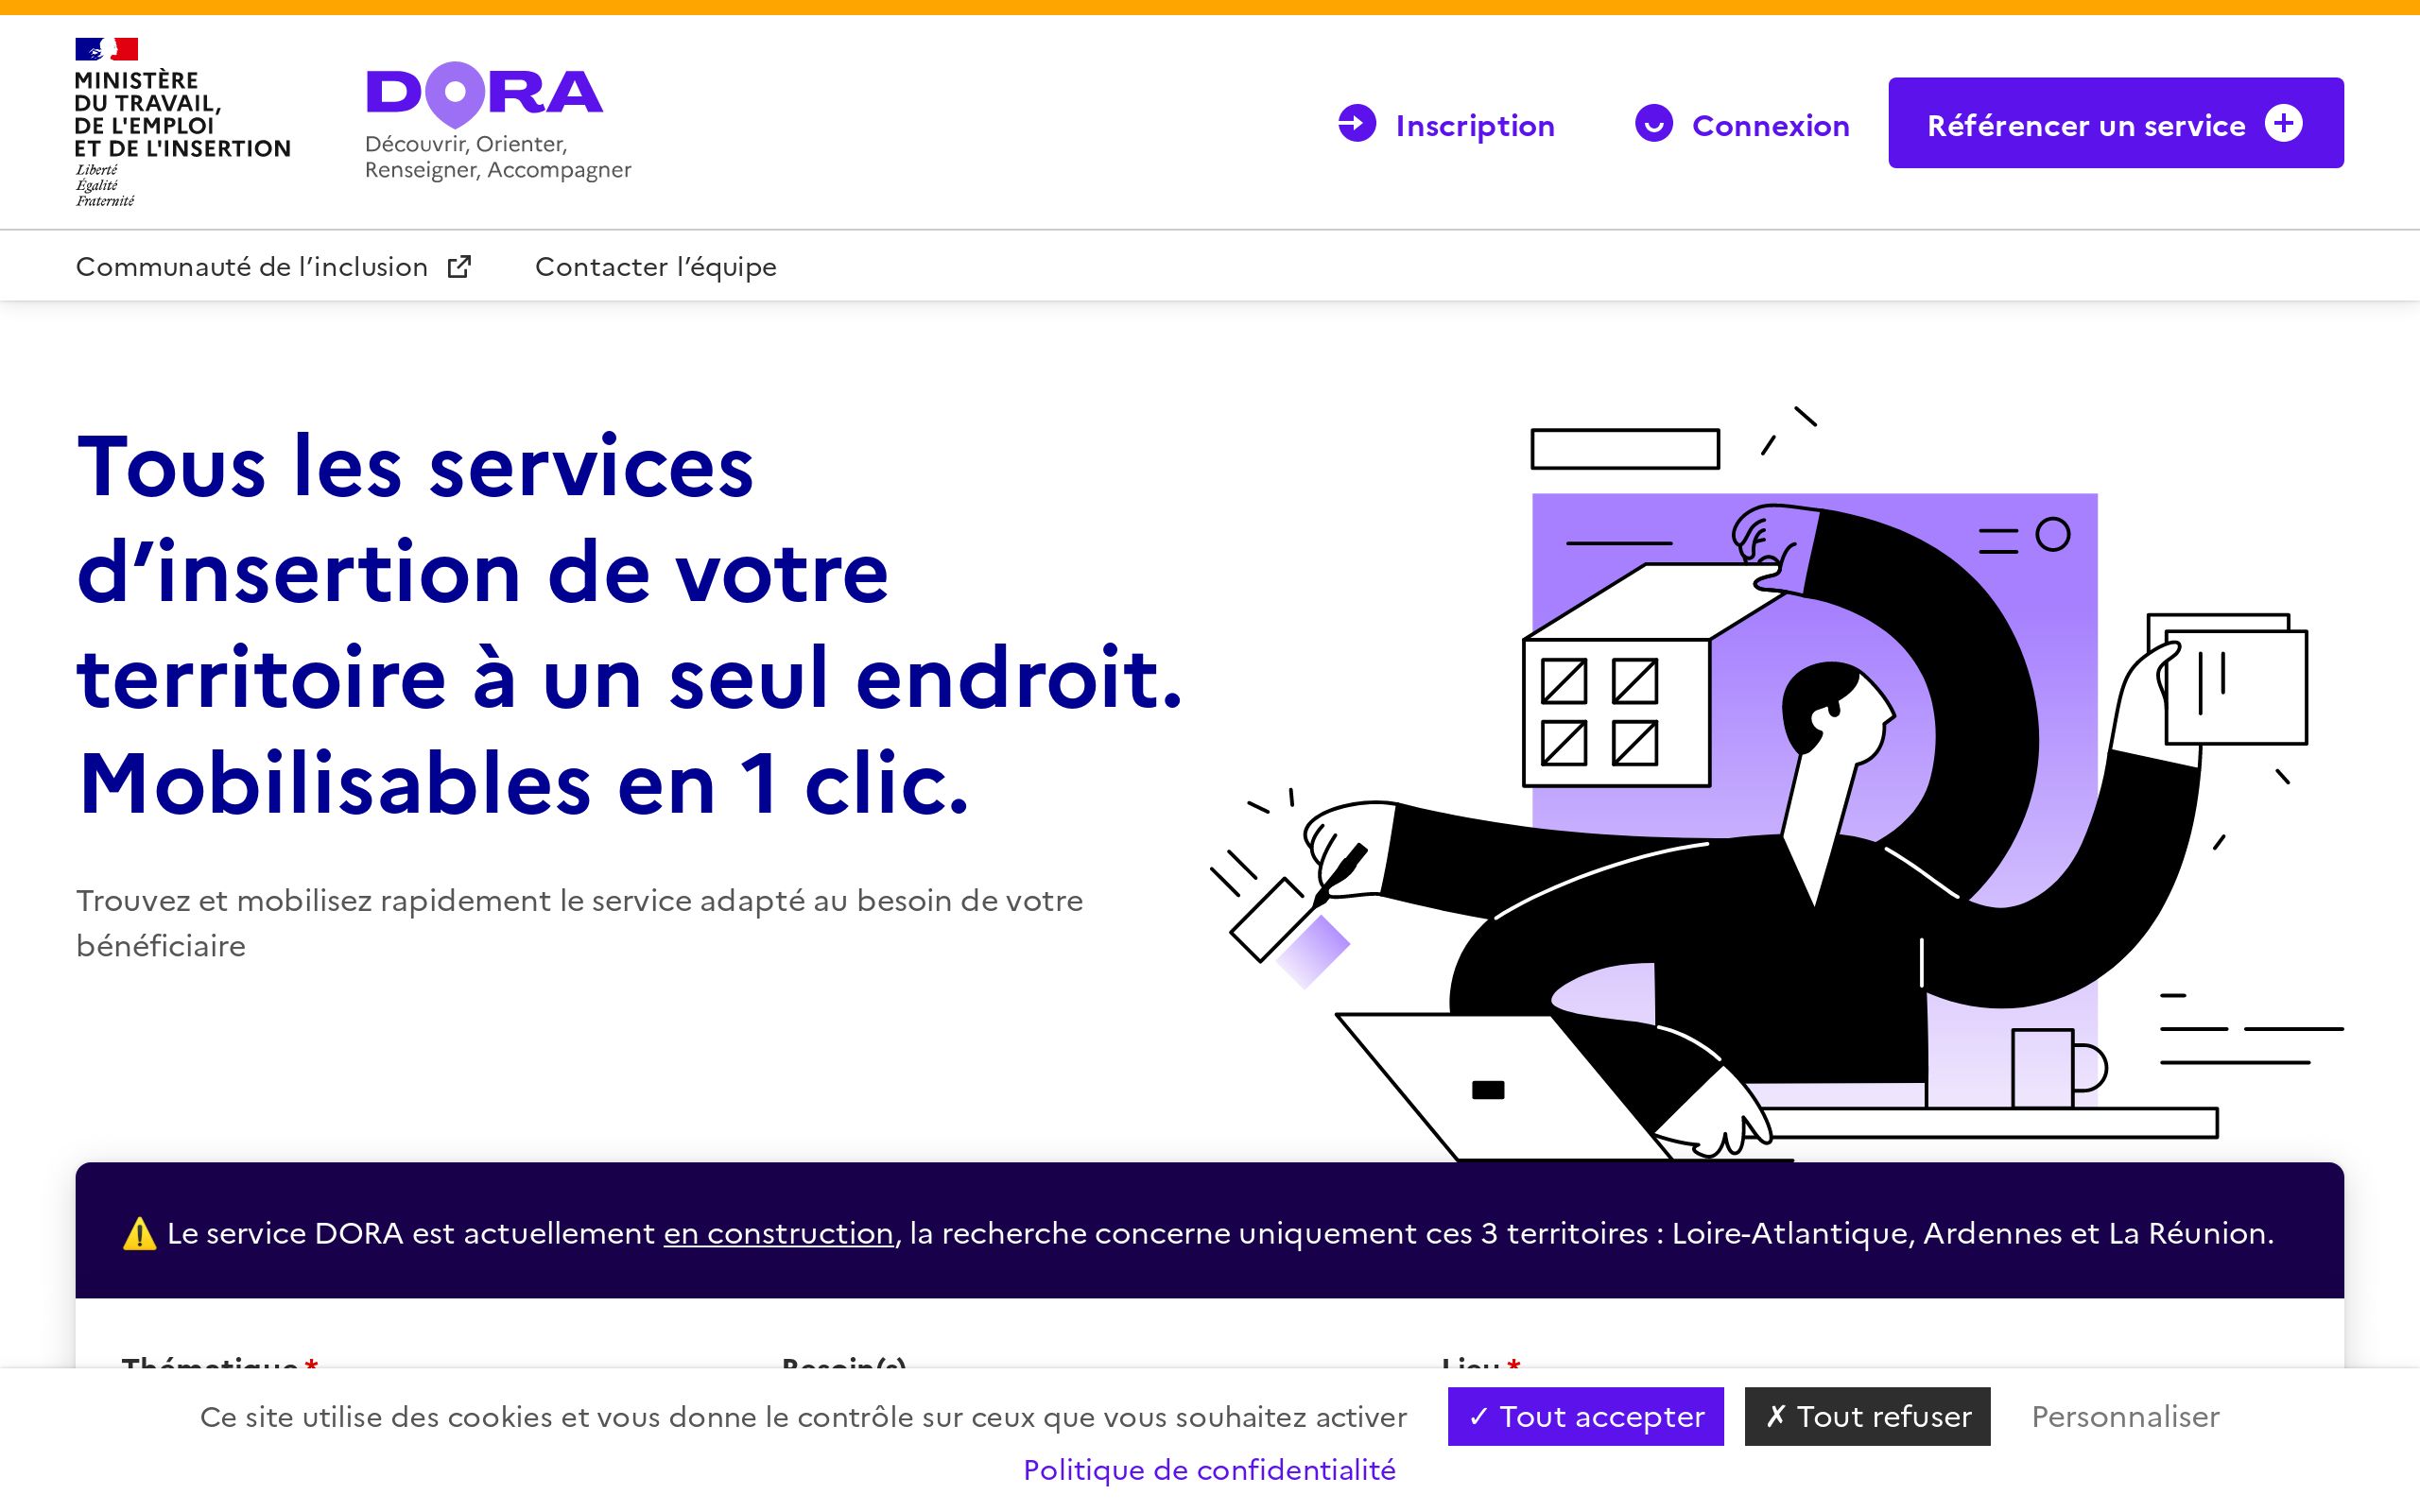 MINISTÈRE
DU TRAVAIL,
DE L'EMPLOI
ET DE L'INSERTION
Liberté
Égalité
Fraternité
DORA
Découvrir, Orienter,
Renseigner, Accompagner
Inscription
Connexion
Référencer un service
Communauté de l’inclusion
Contacter l’équipe
Tous les services
d’insertion de votre
territoire à un seul endroit.
Mobilisables en 1 clic.
Trouvez et mobilisez rapidement le service adapté au besoin de votre
bénéficiaire
⚠️ Le service DORA est actuellement en construction, la recherche concerne uniquement ces 3 territoires : Loire-Atlantique, Ardennes et La Réunion.
Thématique *
Besoin(s)
Lieu *
Ce site utilise des cookies et vous donne le contrôle sur ceux que vous souhaitez activer
✓ Tout accepter
✗ Tout refuser
Personnaliser
Politique de confidentialité